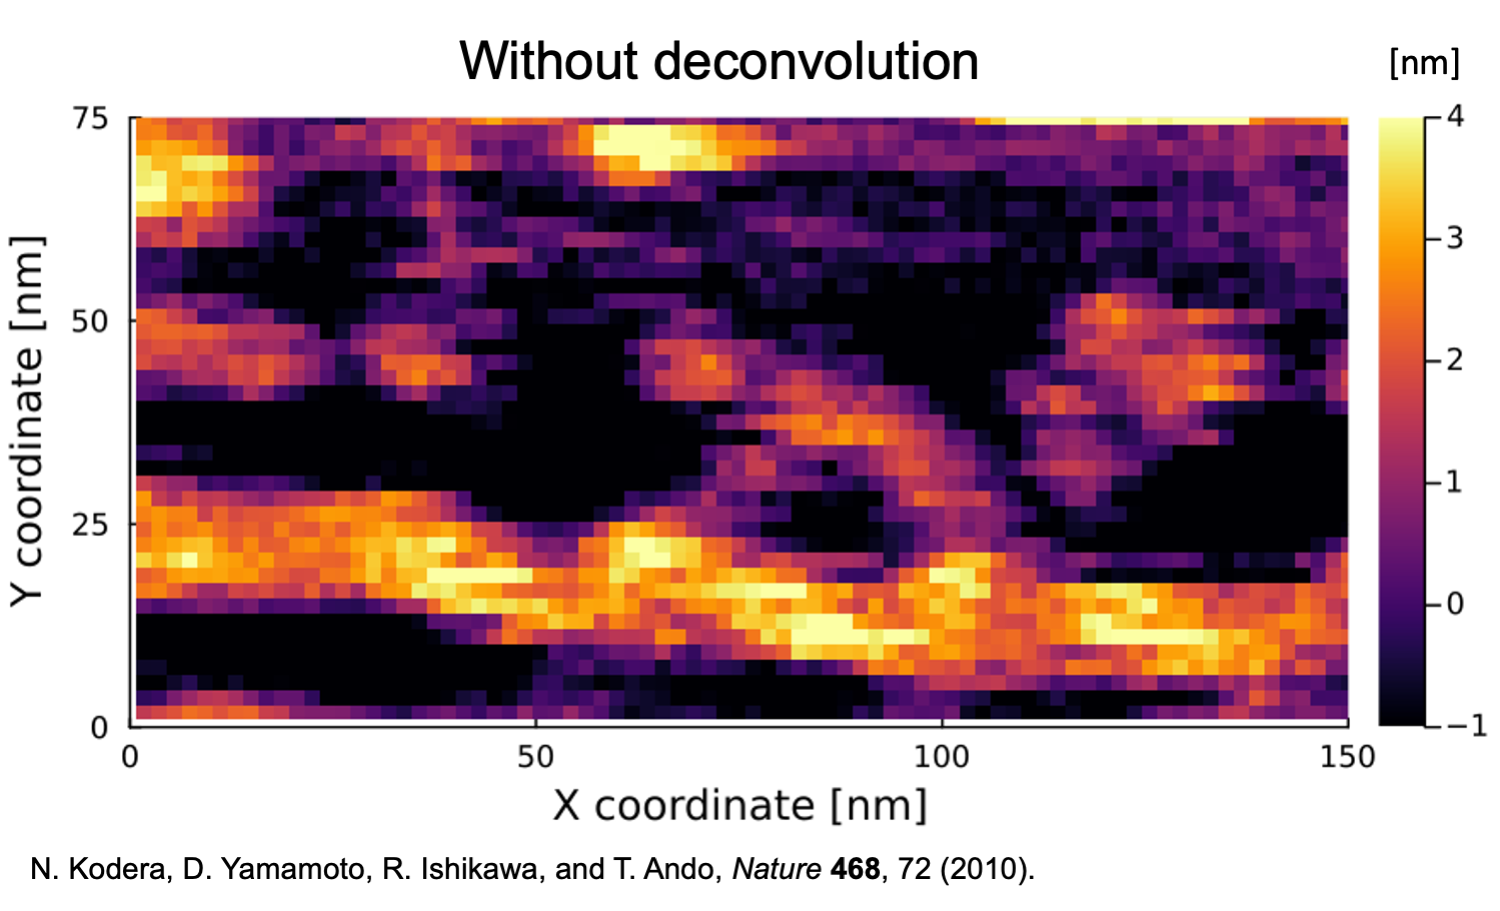 Without deconvolution
[nm]
75
50
25
0
Y coordinate [nm]
0 50 100 150
X coordinate [nm]
4
3
2
1
0
−1
N. Kodera, D. Yamamoto, R. Ishikawa, and T. Ando, Nature 468, 72 (2010).